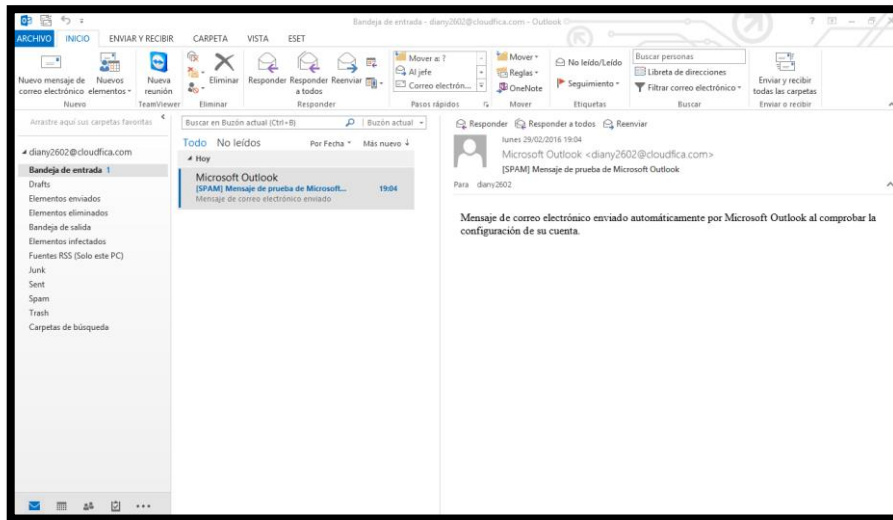 Bandeja de entrada - diany2602@cloudfica.com - Outlook
ARCHIVO INICIO ENVIAR Y RECIBIR CARPETA VISTA ESET
Nuevo mensaje de correo electrónico
Nuevos elementos
Nueva reunión
Eliminar
Responder
Responder a todos
Reenviar
Mover a: ?
Al jefe
Correo electrón...
Mover
Reglas
OneNote
No leído/Leído
Seguimiento
Buscar personas
Libreta de direcciones
Filtrar correo electrónico
Enviar y recibir todas las carpetas
Nuevo TeamViewer Eliminar Responder Pasos rápidos Mover Etiquetas Buscar Enviar o recibir
Arrastre aquí sus carpetas favoritas
diany2602@cloudfica.com
Bandeja de entrada 1
Drafts
Elementos enviados
Elementos eliminados
Bandeja de salida
Elementos infectados
Fuentes RSS (Solo este PC)
Junk
Sent
Spam
Trash
Carpetas de búsqueda
Buscar en Buzón actual (Ctrl+B) Buzón actual
Todo No leídos Por Fecha Más nuevo
Hoy
Microsoft Outlook
[SPAM] Mensaje de prueba de Microsoft... 19:04
Mensaje de correo electrónico enviado
Responder Responder a todos Reenviar
lunes 29/02/2016 19:04
Microsoft Outlook <diany2602@cloudfica.com>
[SPAM] Mensaje de prueba de Microsoft Outlook
Para diany2602
Mensaje de correo electrónico enviado automáticamente por Microsoft Outlook al comprobar la
configuración de su cuenta.